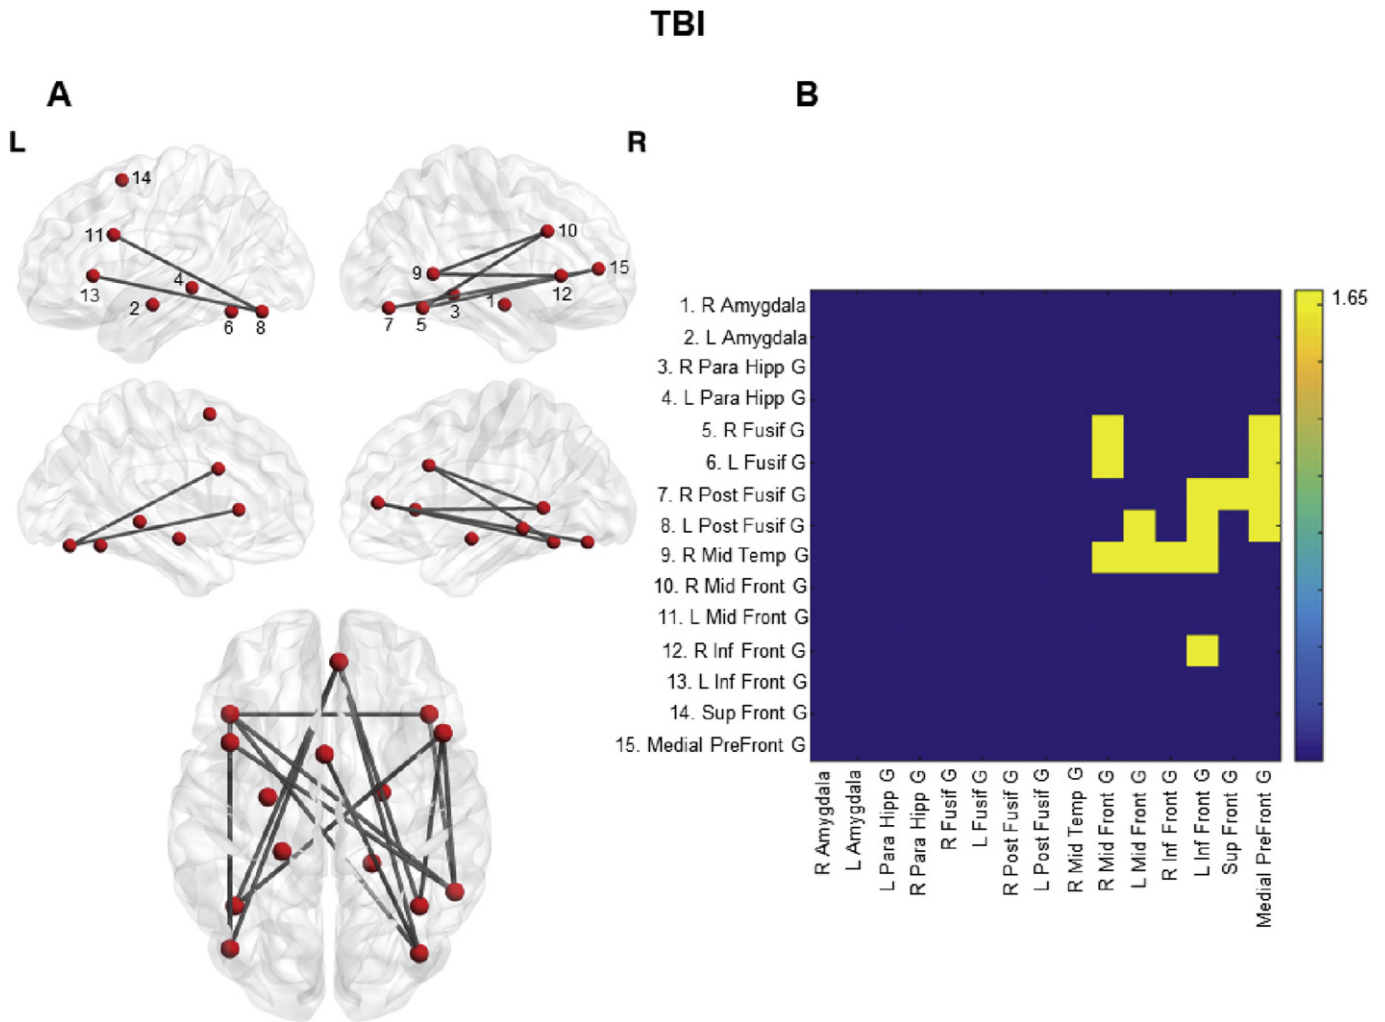 TBI
A
B
L
R
14
11
4
13
2
6
8
10
9
15
12
3
1
7
5
1.65
1. R Amygdala
2. L Amygdala
3. R Para Hipp G
4. L Para Hipp G
5. R Fusif G
6. L Fusif G
7. R Post Fusif G
8. L Post Fusif G
9. R Mid Temp G
10. R Mid Front G
11. L Mid Front G
12. R Inf Front G
13. L Inf Front G
14. Sup Front G
15. Medial PreFront G
R Amygdala
L Amygdala
L Para Hipp G
R Para Hipp G
R Fusif G
L Fusif G
R Post Fusif G
L Post Fusif G
R Mid Temp G
R Mid Front G
L Mid Front G
R Inf Front G
L Inf Front G
Sup Front G
Medial PreFront G